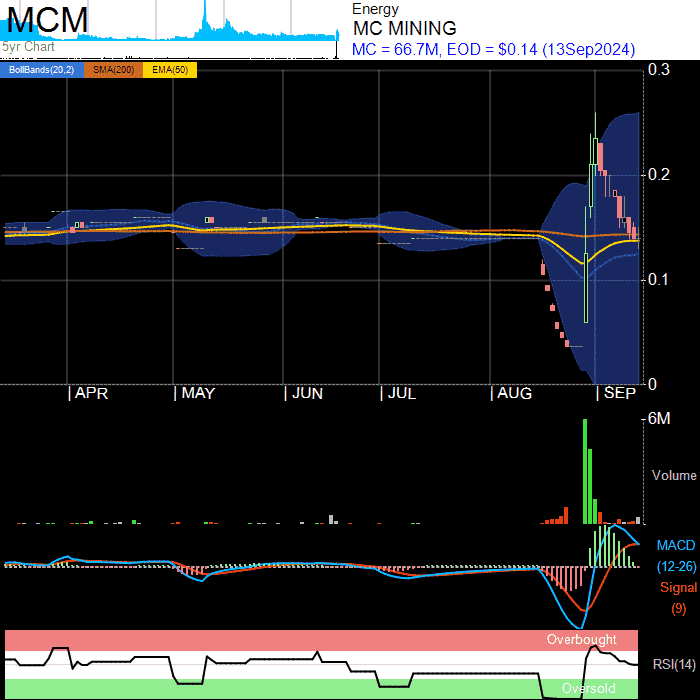 MCM
5yr Chart
Energy
MC MINING
MC = 66.7M, EOD = $0.14 (13Sep2024)
BollBands(20,2) SMA(200) EMA(50)
0.3
0.2
0.1
0
| APR | MAY | JUN | JUL | AUG | SEP
6M
Volume
MACD
(12-26)
Signal
(9)
Overbought
RSI(14)
Oversold